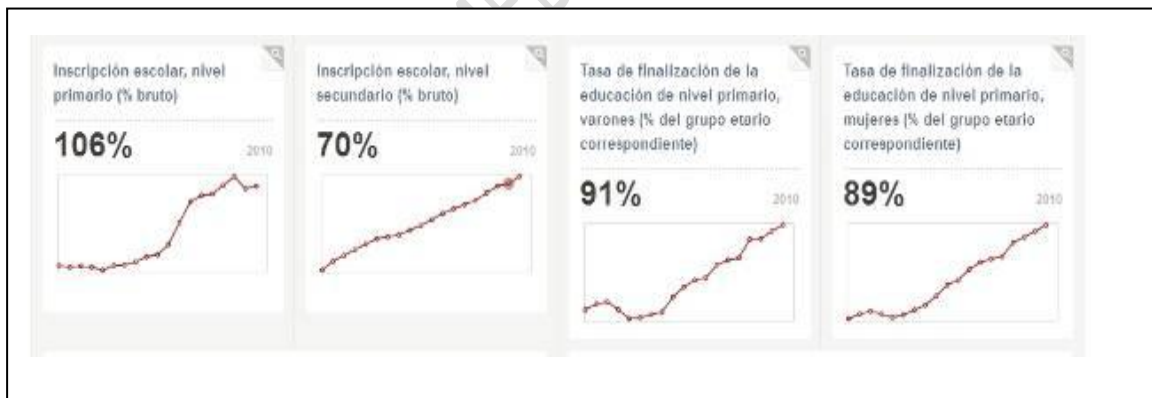 Inscripción escolar, nivel
primario (% bruto)
106%
2010
Inscripción escolar, nivel
secundario (% bruto)
70%
2010
Tasa de finalización de la
educación de nivel primario,
varones (% del grupo etario
correspondiente)
91%
2010
Tasa de finalización de la
educación de nivel primario,
mujeres (% del grupo etario
correspondiente)
89%
2010